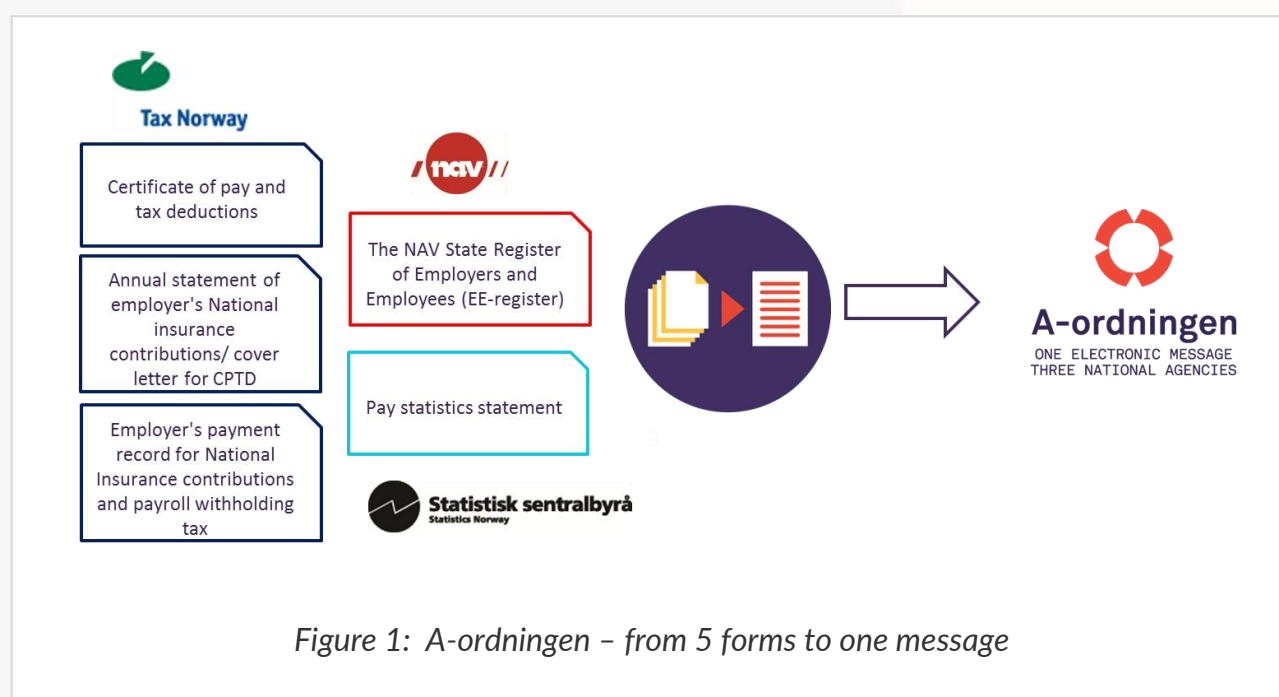 Tax Norway
Certificate of pay and
tax deductions
Annual statement of
employer's National
insurance
contributions/ cover
letter for CPTD
Employer's payment
record for National
Insurance contributions
and payroll withholding
tax
nav
The NAV State Register
of Employers and
Employees (EE-register)
Pay statistics statement
Statistisk sentralbyrå
Statistics Norway
3
A-ordningen
ONE ELECTRONIC MESSAGE
THREE NATIONAL AGENCIES
Figure 1: A-ordningen – from 5 forms to one message